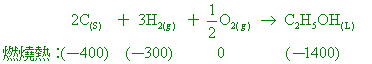 2C(S) + 3H2(g) + 1/2 O2(g) → C2H5OH(L)
燃燒熱：(−400) (−300) 0 (−1400)